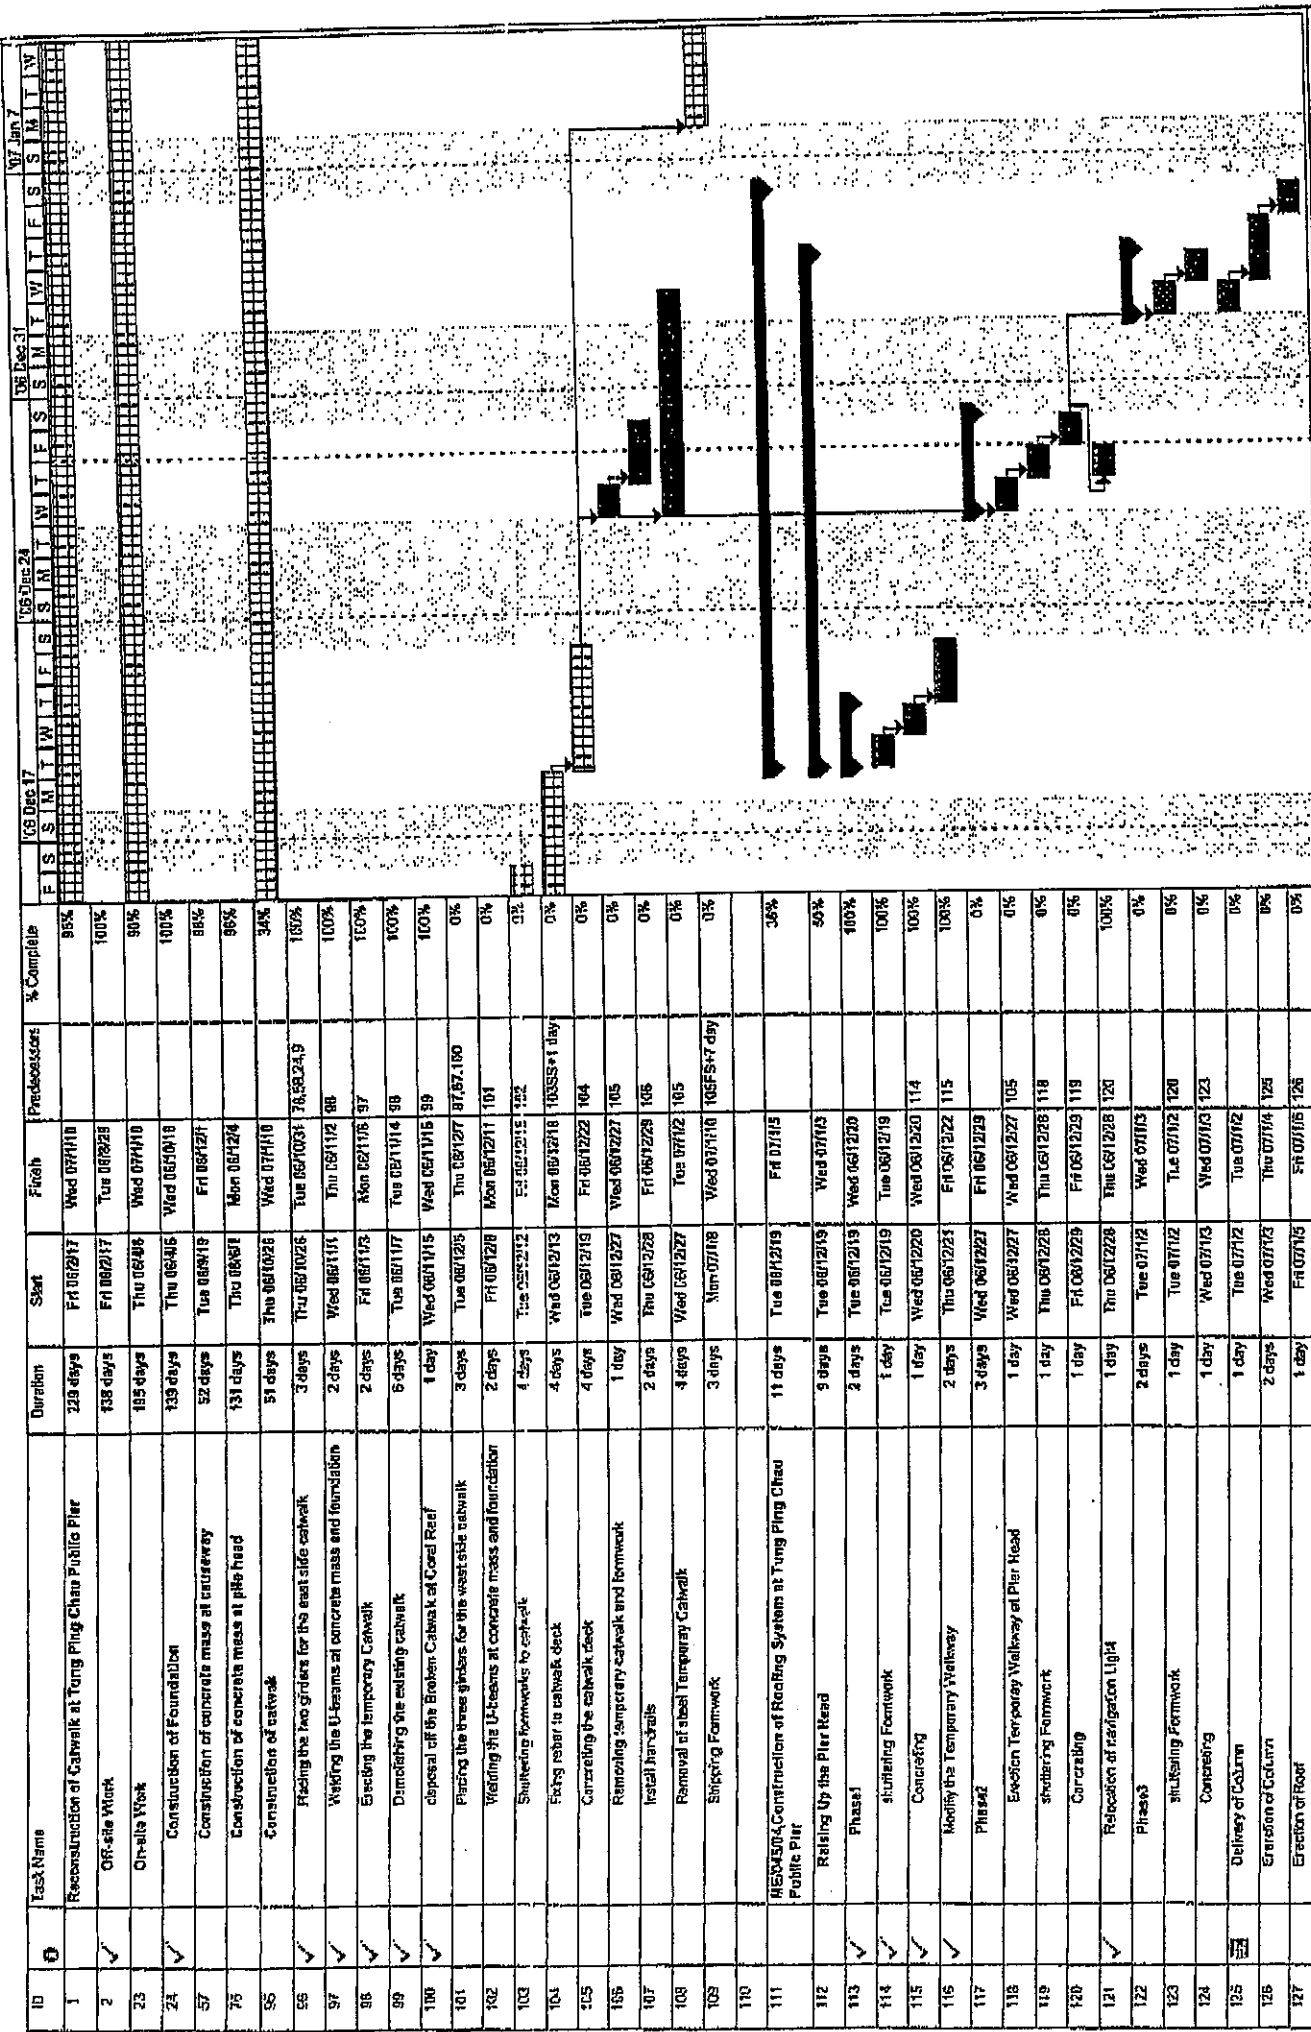 ID Task Name Duration Start Finish Predecessors % Complete
'06 Dec 17 '06 Dec 24 '06 Dec 31 '07 Jan 7
F S S M T W T F S S M T W T F S S M T W T F S S M T W
1 Reconstruction of Catwalk at Tung Ping Chau Public Pier 229 days Fri 06/2/17 Wed 07/1/10 95%
2 Off-site Work 138 days Fri 06/2/17 Tue 06/8/29 100%
23 On-site Work 195 days Thu 06/4/6 Wed 07/1/10 90%
24 Construction of Foundation 139 days Thu 06/4/6 Wed 06/10/18 100%
57 Construction of concrete mass at causeway 52 days Tue 06/9/19 Fri 06/12/1 98%
76 Construction of concrete mass at pile head 131 days Thu 06/6/1 Mon 06/12/4 96%
95 Construction of catwalk 51 days Thu 06/10/26 Wed 07/1/10 34%
96 Placing the two girders for the east side catwalk 3 days Thu 06/10/26 Tue 06/10/31 100%
97 Welding the U-beams at concrete mass and foundation 2 days Wed 06/11/1 Thu 06/11/2 96 100%
98 Erecting the temporary Catwalk 2 days Fri 06/11/3 Mon 06/11/6 97 100%
99 Demolishing the existing catwalk 6 days Tue 06/11/7 Tue 06/11/14 98 100%
100 disposal off the Broken Catwalk at Coral Reef 1 day Wed 06/11/15 Wed 06/11/15 99 100%
101 Placing the three girders for the west side catwalk 3 days Tue 06/12/5 Thu 06/12/7 0%
102 Welding the U-beams at concrete mass and foundation 2 days Fri 06/12/8 Mon 06/12/11 101 0%
103 Shuttering formworks to catwalk 4 days Tue 06/12/12 Fri 06/12/15 102 0%
104 Fixing rebar to catwalk deck 4 days Wed 06/12/13 Mon 06/12/18 103SS+1 day 0%
105 Concreting the catwalk deck 4 days Tue 06/12/19 Fri 06/12/22 104 0%
106 Removing temporary catwalk and formwork 1 day Wed 06/12/27 Wed 06/12/27 105 0%
107 Install handrails 2 days Thu 06/12/28 Fri 06/12/29 106 0%
108 Removal of steel Temporay Catwalk 4 days Wed 06/12/27 Tue 07/1/2 105 0%
109 Stripping Formwork 3 days Mon 07/1/8 Wed 07/1/10 105FS+7 day 0%
110
111 Construction of Roofing System at Tung Ping Chau 11 days Tue 06/12/19 Fri 07/1/5 36%
Public Pier
112 Raising Up the Pier Head 9 days Tue 06/12/19 Wed 07/1/3 50%
113 Phase1 2 days Tue 06/12/19 Wed 06/12/20 100%
114 shuttering Formwork 1 day Tue 06/12/19 Tue 06/12/19 100%
115 Concreting 1 day Wed 06/12/20 Wed 06/12/20 114 100%
116 Modify the Temporary Walkway 2 days Thu 06/12/21 Fri 06/12/22 115 100%
117 Phase2 3 days Wed 06/12/27 Fri 06/12/29 0%
118 Erection Temporay Walkway at Pier Head 1 day Wed 06/12/27 Wed 06/12/27 105 0%
119 shuttering Formwork 1 day Thu 06/12/28 Thu 06/12/28 118 0%
120 Concreting 1 day Fri 06/12/29 Fri 06/12/29 119 0%
121 Relocation of navigation Light 1 day Thu 06/12/28 Thu 06/12/28 120 100%
122 Phase3 2 days Tue 07/1/2 Wed 07/1/3 0%
123 shuttering Formwork 1 day Tue 07/1/2 Tue 07/1/2 120 0%
124 Concreting 1 day Wed 07/1/3 Wed 07/1/3 123 0%
125 Delivery of Column 1 day Tue 07/1/2 Tue 07/1/2 0%
126 Erection of Column 2 days Wed 07/1/3 Thu 07/1/4 125 0%
127 Erection of Roof 1 day Fri 07/1/5 Fri 07/1/5 126 0%